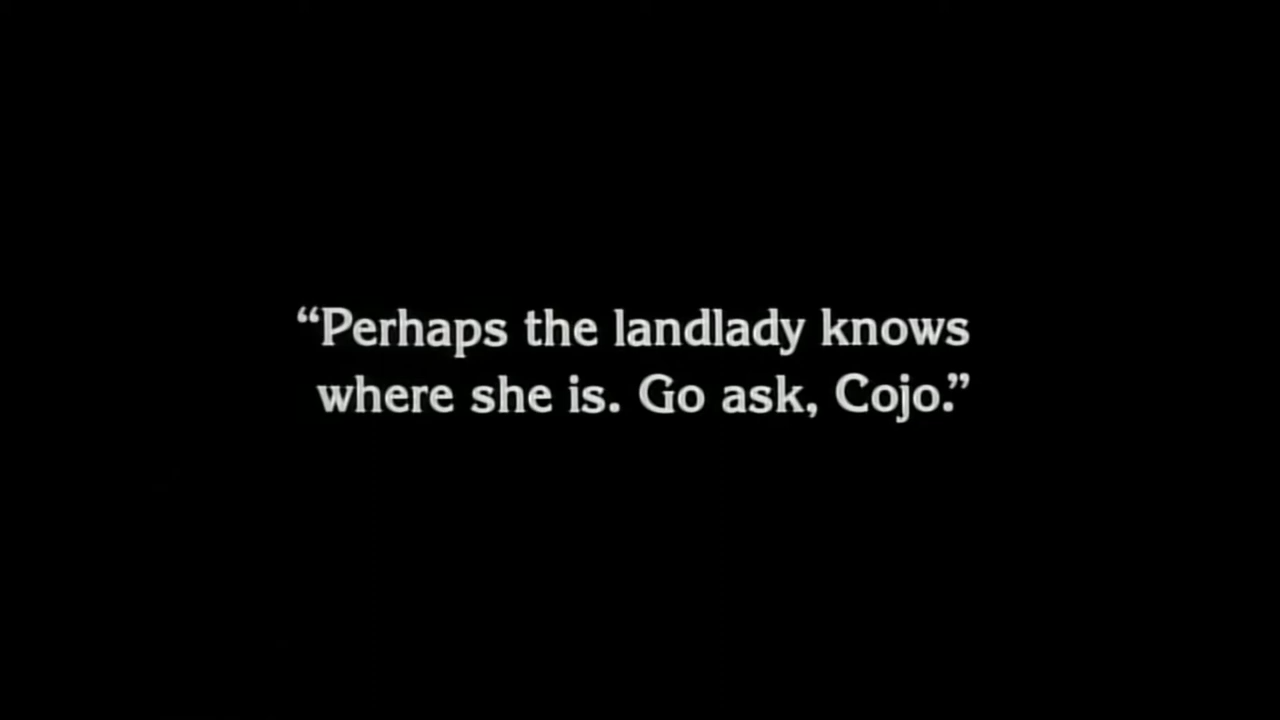 “Perhaps the landlady knows
where she is. Go ask, Cojo.”